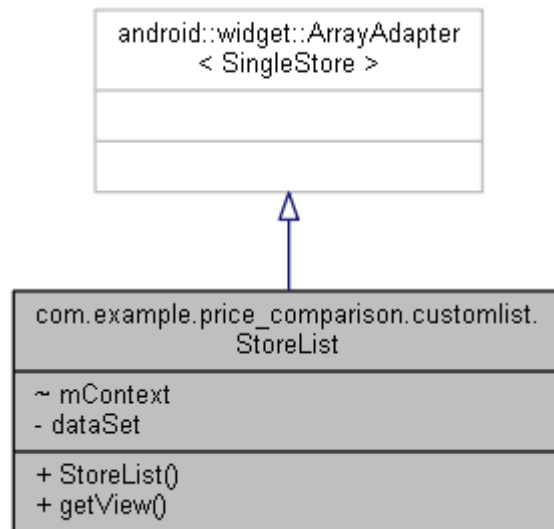 android::widget::ArrayAdapter
< SingleStore >
com.example.price_comparison.customlist.
StoreList
~ mContext
- dataSet
+ StoreList()
+ getView()